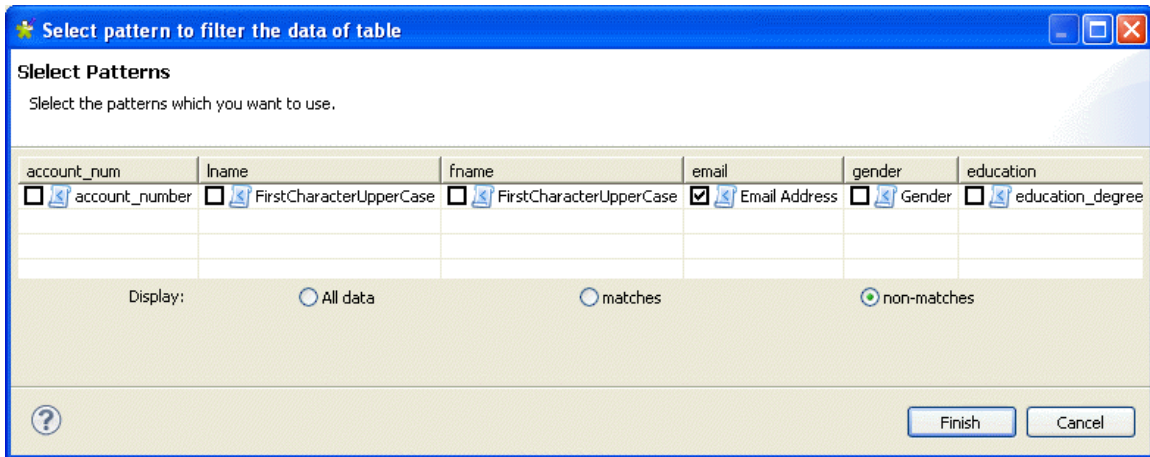 Select pattern to filter the data of table
Slelect Patterns
Slelect the patterns which you want to use.
account_num lname fname email gender education
account_number FirstCharacterUpperCase FirstCharacterUpperCase Email Address Gender education_degree
Display: All data matches non-matches
? Finish Cancel